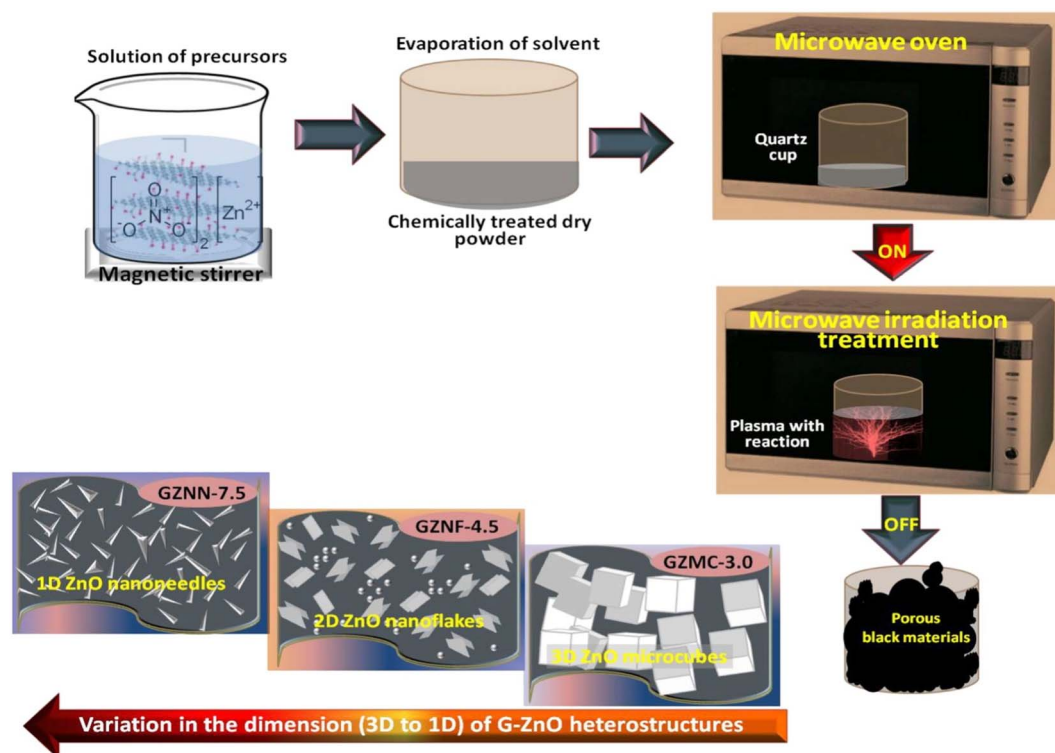 Solution of precursors
Evaporation of solvent
Microwave oven
Quartz
cup
O
N+
-O
O
2
Zn2+
Chemically treated dry
powder
Magnetic stirrer
ON
Microwave irradiation
treatment
Plasma with
reaction
OFF
GZNN-7.5
1D ZnO nanoneedles
GZNF-4.5
2D ZnO nanoflakes
GZMC-3.0
3D ZnO microcubes
Porous
black materials
Variation in the dimension (3D to 1D) of G-ZnO heterostructures